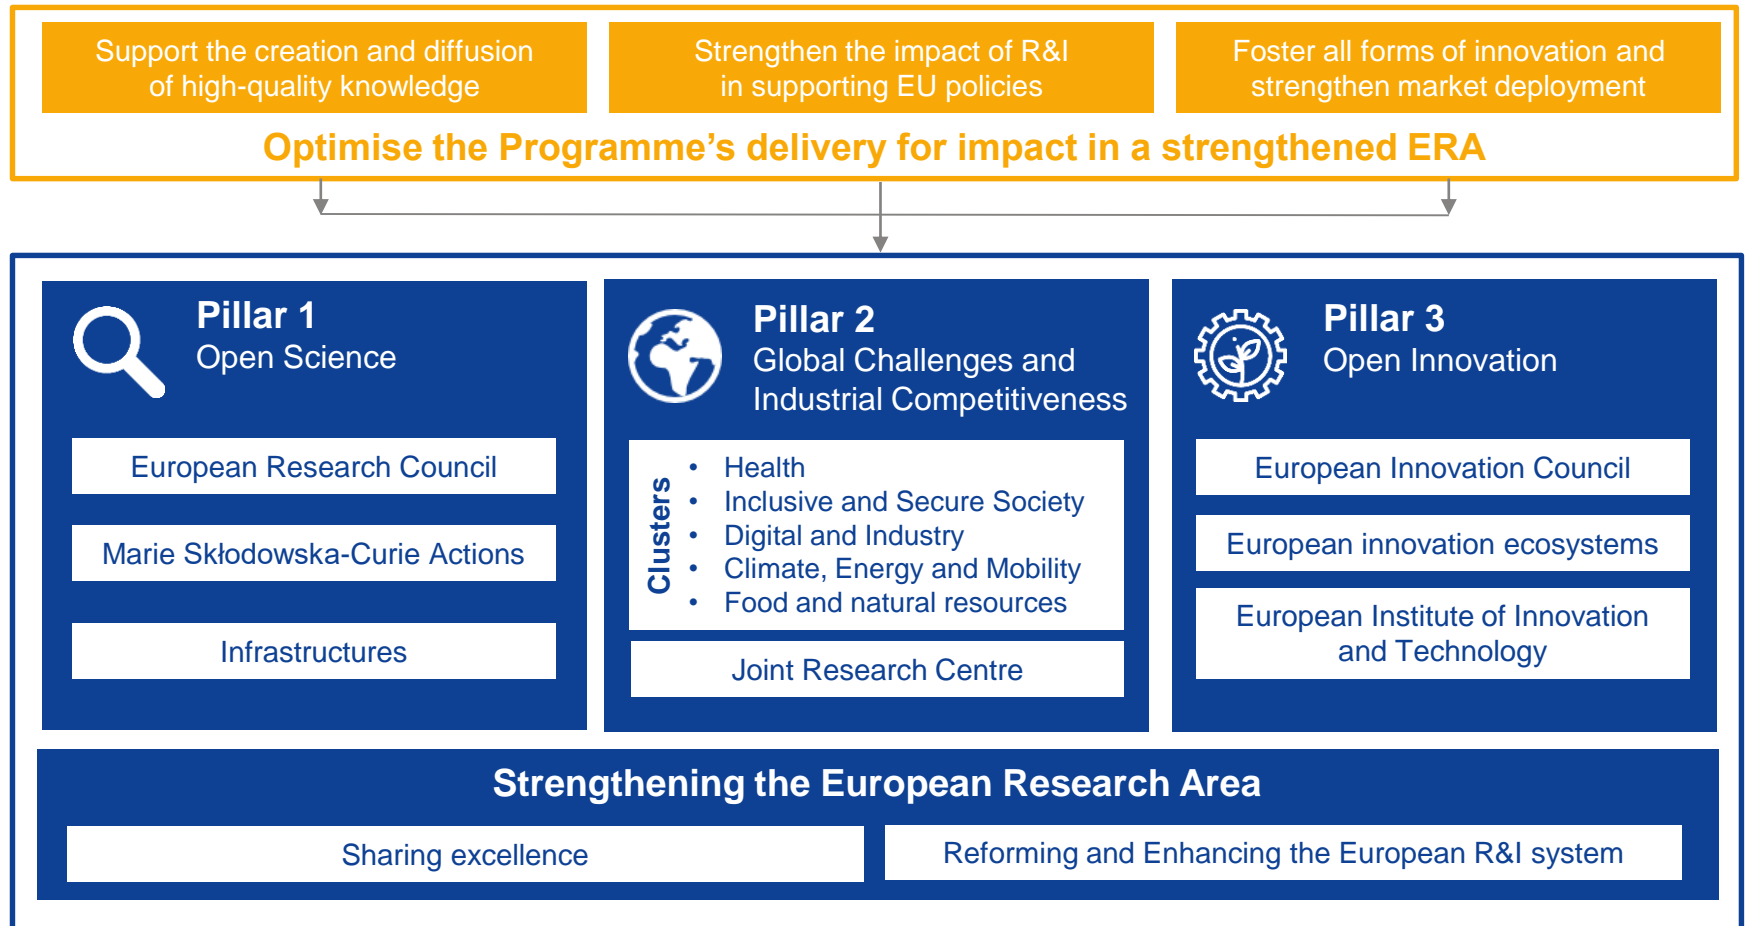 Support the creation and diffusion
of high-quality knowledge
Strengthen the impact of R&I
in supporting EU policies
Foster all forms of innovation and
strengthen market deployment
Optimise the Programme’s delivery for impact in a strengthened ERA
Pillar 1
Open Science
European Research Council
Marie Skłodowska-Curie Actions
Infrastructures
Pillar 2
Global Challenges and
Industrial Competitiveness
Clusters
• Health
• Inclusive and Secure Society
• Digital and Industry
• Climate, Energy and Mobility
• Food and natural resources
Joint Research Centre
Pillar 3
Open Innovation
European Innovation Council
European innovation ecosystems
European Institute of Innovation
and Technology
Strengthening the European Research Area
Sharing excellence
Reforming and Enhancing the European R&I system